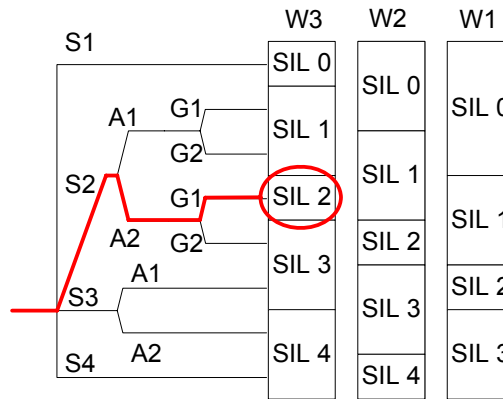 W3 W2 W1
S1
SIL 0
SIL 0
SIL 0
A1 G1
SIL 1
G2
S2 G1 SIL 2
SIL 1
SIL 1
A2 G2
SIL 2
SIL 3
A1
SIL 2
S3
SIL 3
A2
SIL 3
S4 SIL 4
SIL 4